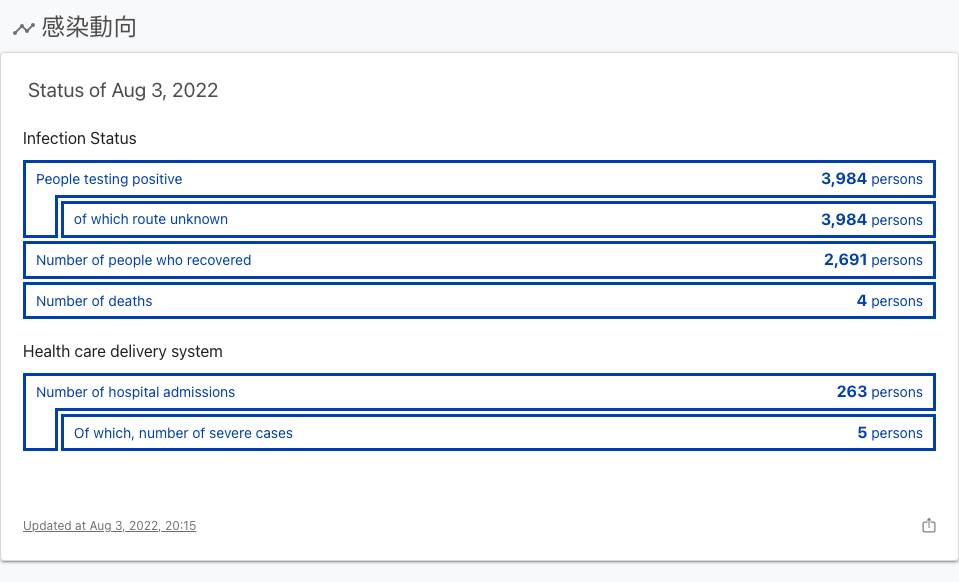 感染動向
Status of Aug 3, 2022
Infection Status
People testing positive 3,984 persons
of which route unknown 3,984 persons
Number of people who recovered 2,691 persons
Number of deaths 4 persons
Health care delivery system
Number of hospital admissions 263 persons
Of which, number of severe cases 5 persons
Updated at Aug 3, 2022, 20:15